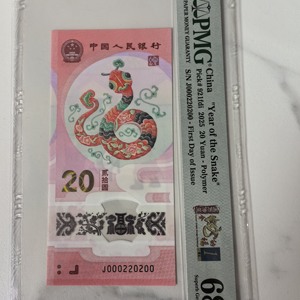 中国人民银行
20
贰拾圆
J000220200
PMG
PAPER MONEY GUARANTY
China "Year of the Snake"
2025 20 Yuan - Polymer
S/N J000220200 - First Day of Issue